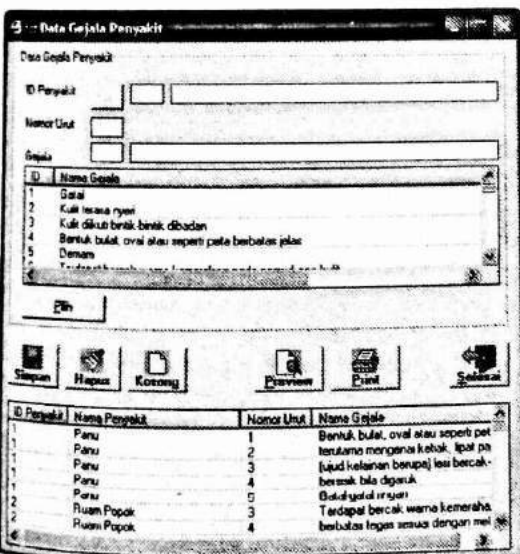 Data Gejala Penyakit
Data Gejala Penyakit
ID Penyakit
Nomor Urut
Gejala
ID Nama Gejala
1 Gatal
2 Kulit terasa nyeri
3 Kulit diikuti bintik-bintik dibadan
4 Bentuk bulat, oval atau seperti peta berbatas jelas
5 Demam
6
Pilih
Simpan Hapus Kosong Preview Print Selesai
ID Penyakit Nama Penyakit Nomor Urut Nama Gejala
1 Panu 1 Bentuk bulat, oval atau seperti pet
1 Panu 2 terutama mengenai ketiak, lipat pa
1 Panu 3 (ujud kelainan berupa) lesi bercak-
1 Panu 4 bersisik bila digaruk
1 Panu 5
2 Ruam Popok 3 Terdapat bercak warna kemeraha
2 Ruam Popok 4 berbatas tegas sesuai dengan mel